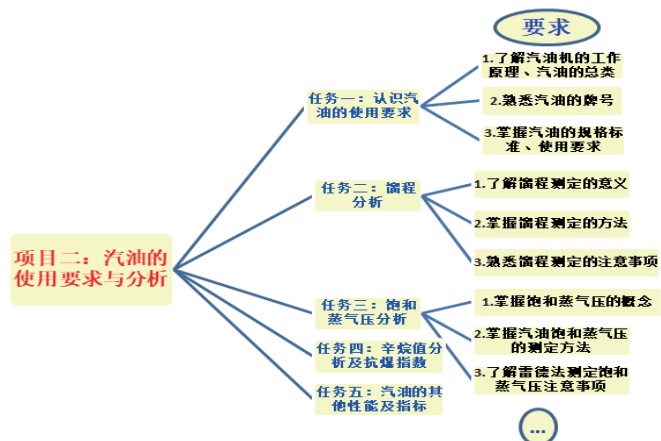 要求
1.了解汽油机的工作
原理、汽油的总类
任务一：认识汽
油的使用要求
2.熟悉汽油的牌号
3.掌握汽油的规格标
准、使用要求
任务二：馏程
分析
1.了解馏程测定的意义
2.掌握馏程测定的方法
3.熟悉馏程测定的注意事项
项目二：汽油的
使用要求与分析
任务三：饱和
蒸气压分析
1.掌握饱和蒸气压的概念
2.掌握汽油饱和蒸气压
的测定方法
3.了解雷德法测定饱和
蒸气压注意事项
任务四：辛烷值分
析及抗爆指数
任务五：汽油的其
他性能及指标
...